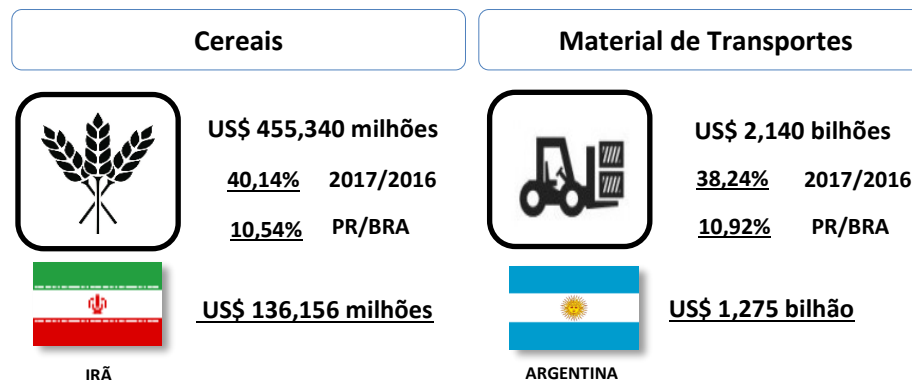 Cereais
US$ 455,340 milhões
40,14% 2017/2016
10,54% PR/BRA
US$ 136,156 milhões
IRÃ
Material de Transportes
US$ 2,140 bilhões
38,24% 2017/2016
10,92% PR/BRA
US$ 1,275 bilhão
ARGENTINA